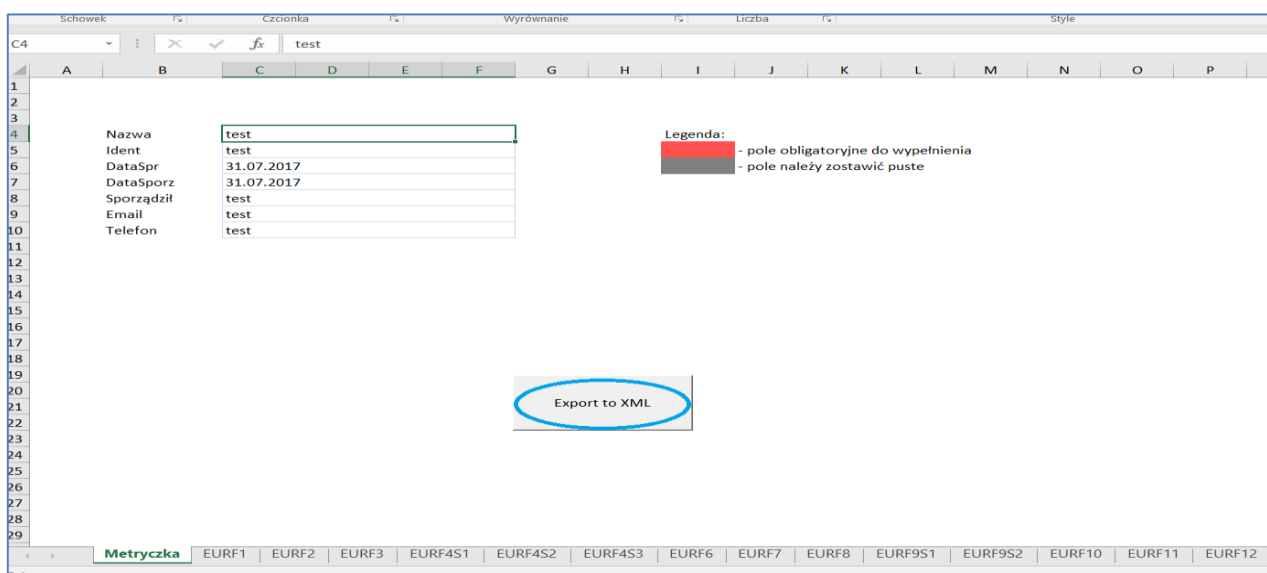 Schowek Czcionka Wyrównanie Liczba Style
C4 fx test
A B C D E F G H I J K L M N O P
1
2
3
4 Nazwa test Legenda:
5 Ident test - pole obligatoryjne do wypełnienia
6 DataSpr 31.07.2017 - pole należy zostawić puste
7 DataSporz 31.07.2017
8 Sporządził test
9 Email test
10 Telefon test
11
12
13
14
15
16
17
18
19
20
21 Export to XML
22
23
24
25
26
27
28
29
Metryczka EURF1 EURF2 EURF3 EURF4S1 EURF4S2 EURF4S3 EURF6 EURF7 EURF8 EURF9S1 EURF9S2 EURF10 EURF11 EURF12